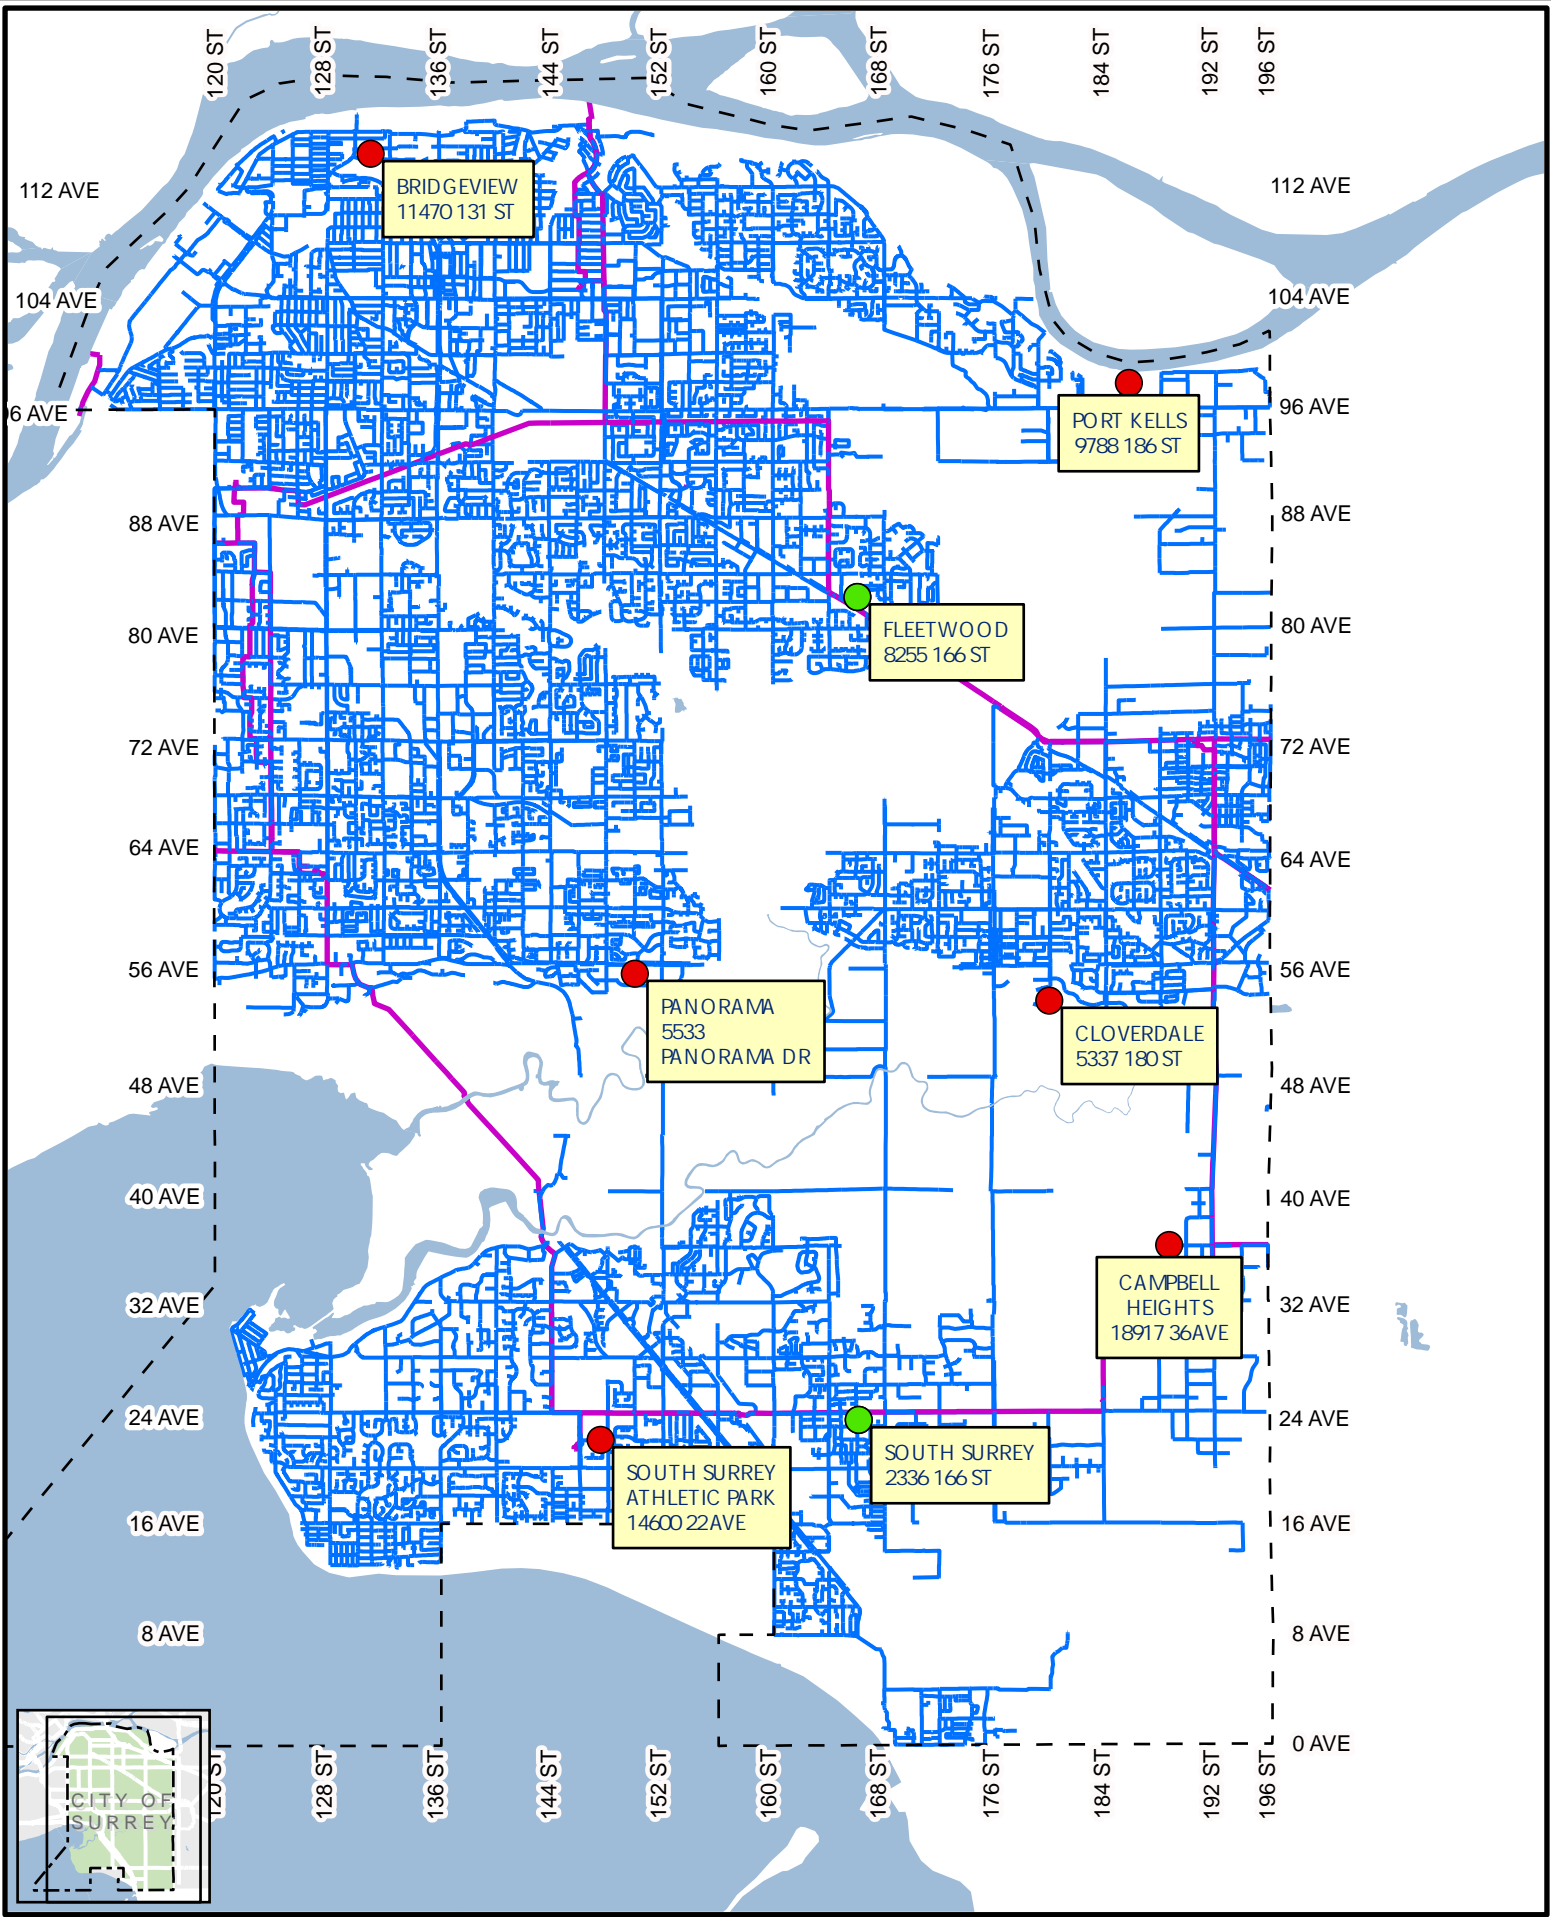 120 ST
128 ST
136 ST
144 ST
152 ST
160 ST
168 ST
176 ST
184 ST
192 ST
196 ST
112 AVE
112 AVE
BRIDGEVIEW
11470 131 ST
104 AVE
104 AVE
6 AVE
96 AVE
PORT KELLS
9788 186 ST
88 AVE
88 AVE
80 AVE
80 AVE
FLEETWOOD
8255 166 ST
72 AVE
72 AVE
64 AVE
64 AVE
56 AVE
56 AVE
PANORAMA
5533
PANORAMA DR
CLOVERDALE
5337 180 ST
48 AVE
48 AVE
40 AVE
40 AVE
CAMPBELL
HEIGHTS
18917 36AVE
32 AVE
32 AVE
24 AVE
24 AVE
SOUTH SURREY
ATHLETIC PARK
14600 22AVE
SOUTH SURREY
2336 166 ST
16 AVE
16 AVE
8 AVE
8 AVE
0 AVE
CITY OF
SURREY
120 ST
128 ST
136 ST
144 ST
152 ST
160 ST
168 ST
176 ST
184 ST
192 ST
196 ST